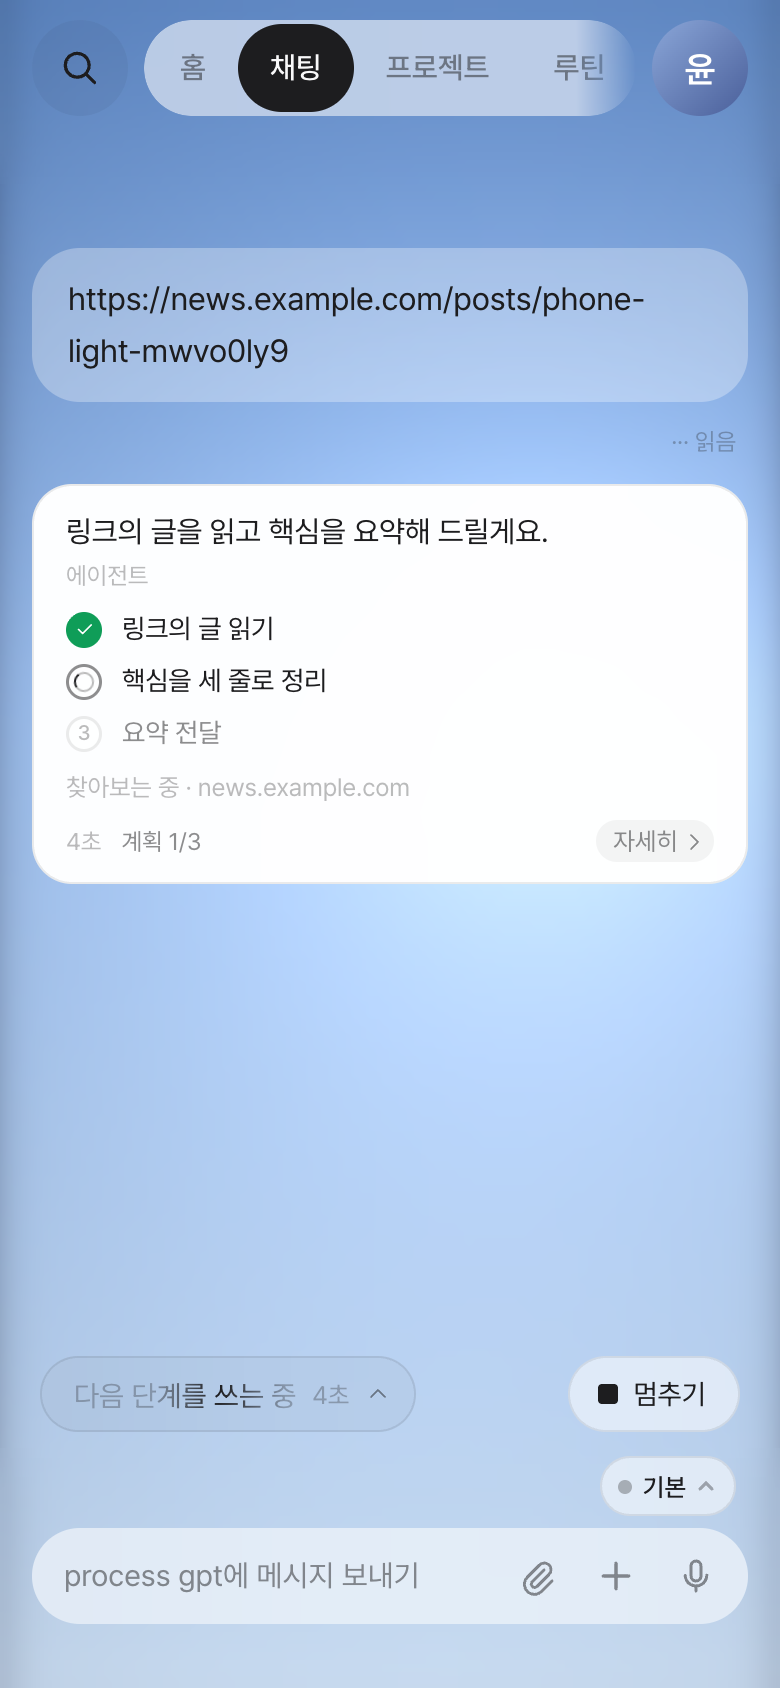 홈
채팅
프로젝트
루틴
윤
https://news.example.com/posts/phone-
light-mwvo0ly9
··· 읽음
링크의 글을 읽고 핵심을 요약해 드릴게요.
에이전트
링크의 글 읽기
핵심을 세 줄로 정리
3 요약 전달
찾아보는 중 · news.example.com
4초 계획 1/3
자세히
다음 단계를 쓰는 중 4초
멈추기
기본
process gpt에 메시지 보내기